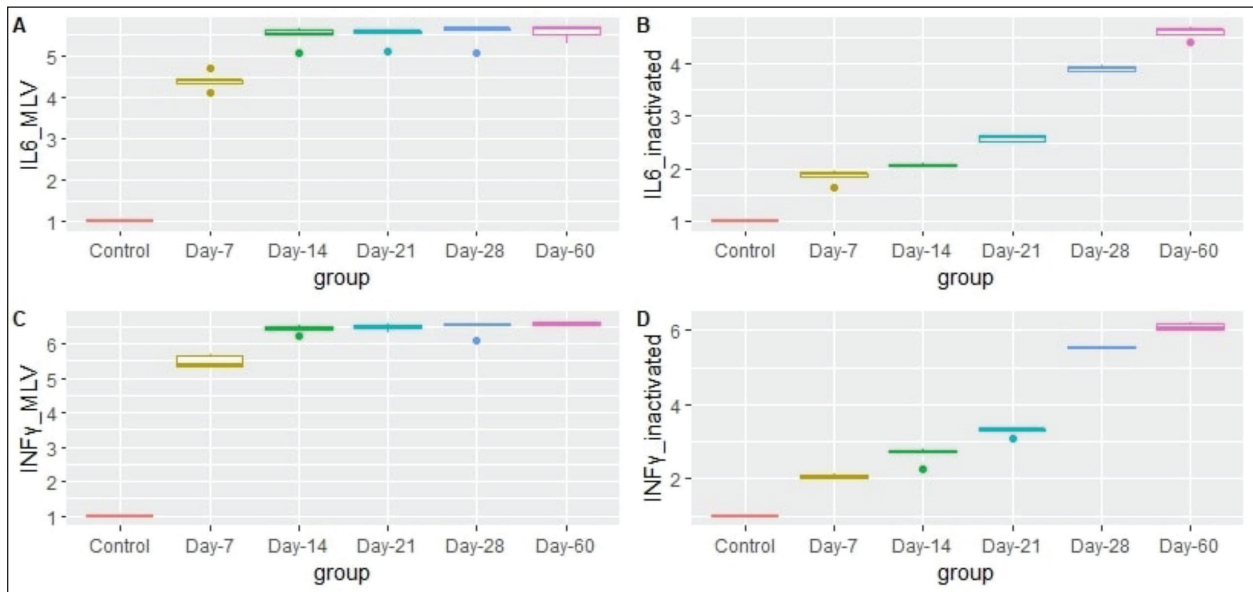 A
IL6_MLV
5
4
3
2
1
Control Day-7 Day-14 Day-21 Day-28 Day-60
group
B
IL6_inactivated
4
3
2
1
Control Day-7 Day-14 Day-21 Day-28 Day-60
group
C
INFγ_MLV
6
5
4
3
2
1
Control Day-7 Day-14 Day-21 Day-28 Day-60
group
D
INFγ_inactivated
6
4
2
Control Day-7 Day-14 Day-21 Day-28 Day-60
group